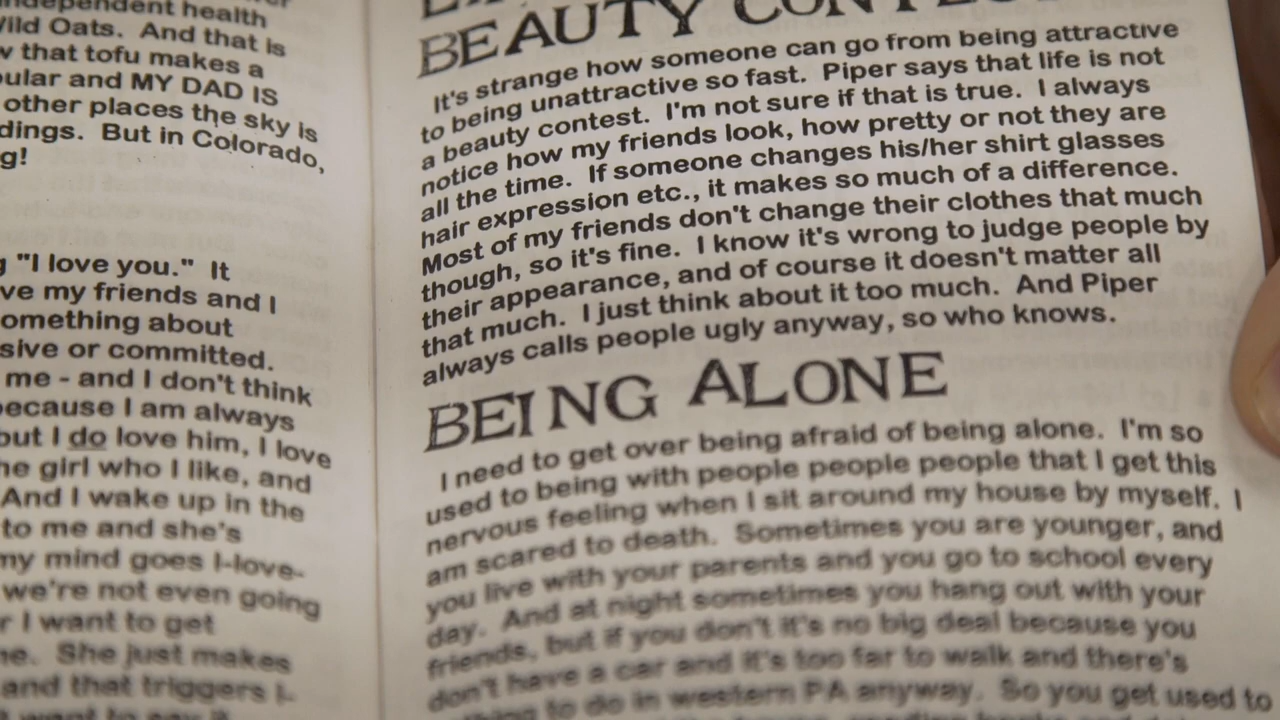 independent health
Wild Oats. And that is
that tofu makes a
and MY DAD IS
other places the sky is
But in Colorado,
g!
"I love you." It
my friends and I
something about
or committed.
me - and I don't think
because I am always
but I do love him, I love
the girl who I like, and
And I wake up in the
to me and she's
my mind goes I-love-
we're not even going
I want to get
She just makes
and that triggers I-
want to say it
BEAUTY CONTEST
It's strange how someone can go from being attractive
to being unattractive so fast. Piper says that life is not
a beauty contest. I'm not sure if that is true. I always
notice how my friends look, how pretty or not they are
all the time. If someone changes his/her shirt glasses
hair expression etc., it makes so much of a difference.
Most of my friends don't change their clothes that much
though, so it's fine. I know it's wrong to judge people by
their appearance, and of course it doesn't matter all
that much. I just think about it too much. And Piper
always calls people ugly anyway, so who knows.
BEING ALONE
I need to get over being afraid of being alone. I'm so
used to being with people people people that I get this
nervous feeling when I sit around my house by myself. I
am scared to death. Sometimes you are younger, and
you live with your parents and you go to school every
day. And at night sometimes you hang out with your
friends, but if you don't it's no big deal because you
don't have a car and it's too far to walk and there's
to do in western PA anyway. So you get used to